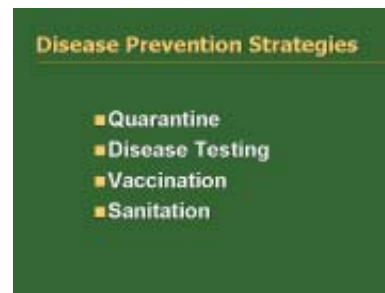 Disease Prevention Strategies
Quarantine
Disease Testing
Vaccination
Sanitation